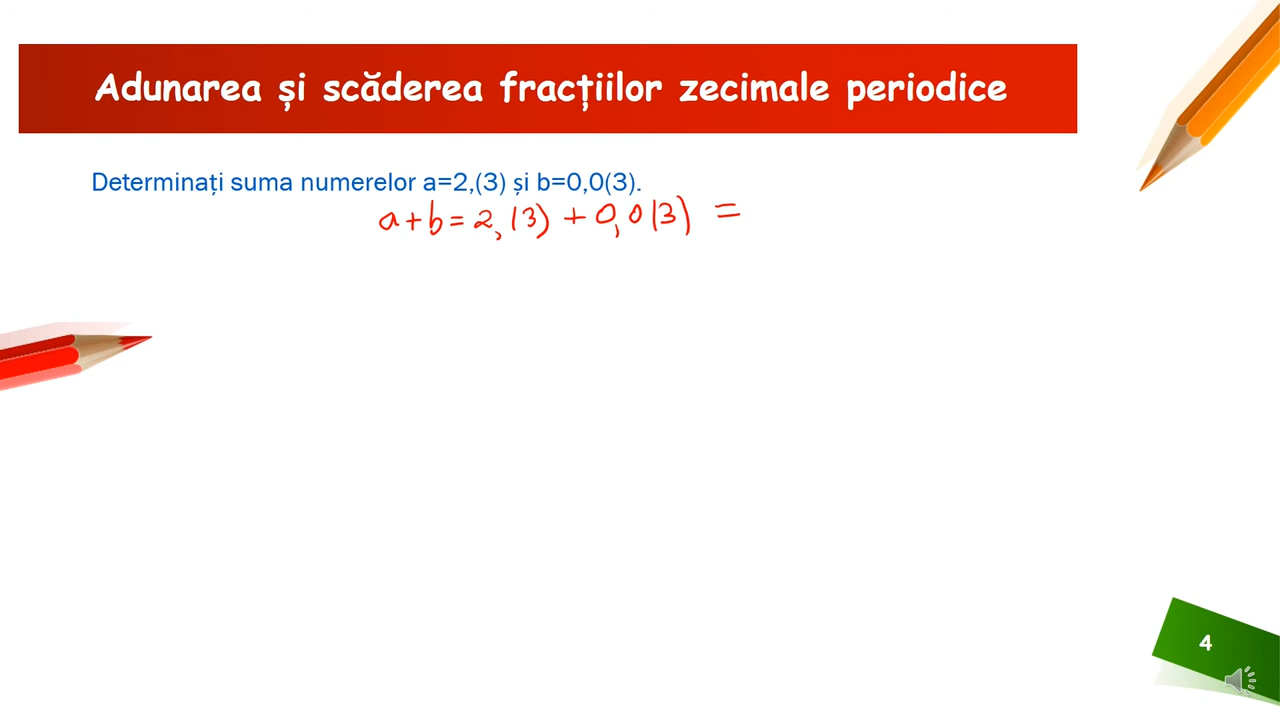 Adunarea și scăderea fracțiilor zecimale periodice
Determinați suma numerelor a=2,(3) și b=0,0(3).
a+b = 2,(3) + 0,0(3) =
4